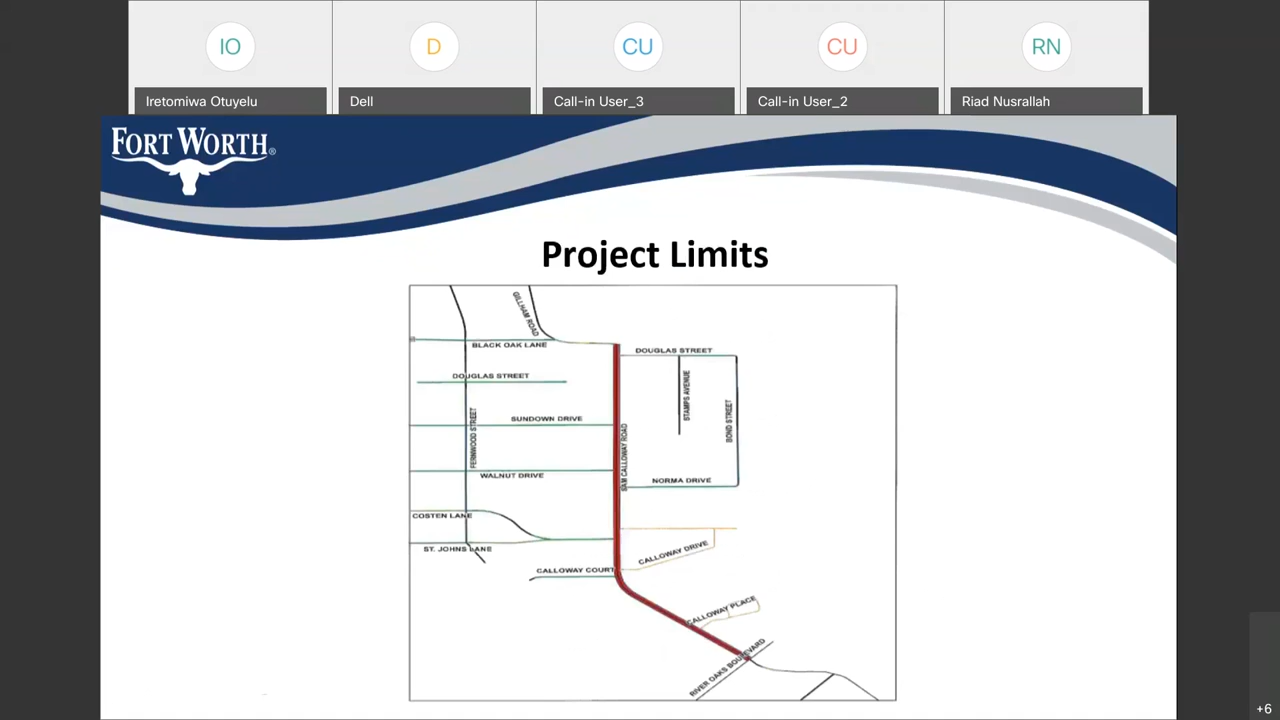 IO
D
CU
CU
RN
Iretomiwa Otuyelu
Dell
Call-in User_3
Call-in User_2
Riad Nusrallah
FORT WORTH®
Project Limits
GILLHAM ROAD
BLACK OAK LANE
DOUGLAS STREET
DOUGLAS STREET
STAMPS AVENUE
BOND STREET
SUNDOWN DRIVE
FERNWOOD STREET
SAM CALLOWAY ROAD
WALNUT DRIVE
NORMA DRIVE
COSTEN LANE
ST. JOHNS LANE
CALLOWAY DRIVE
CALLOWAY COURT
CALLOWAY PLACE
RIVER OAKS BOULEVARD
+6